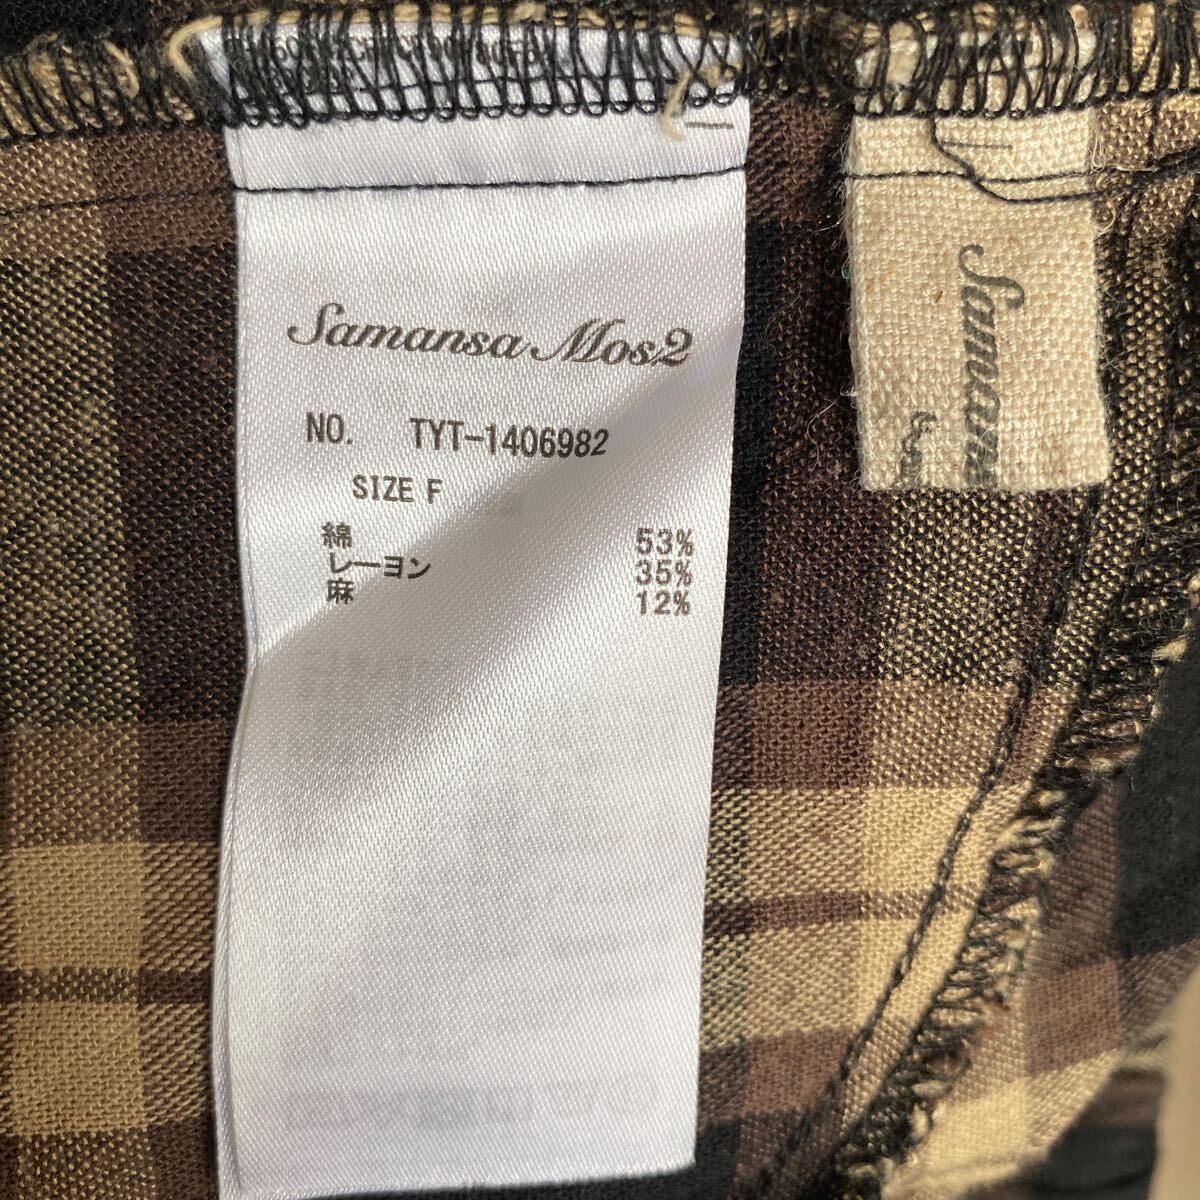 Samansa Mos2
NO. TYT-1406982
SIZE F
綿 53%
レーヨン 35%
麻 12%